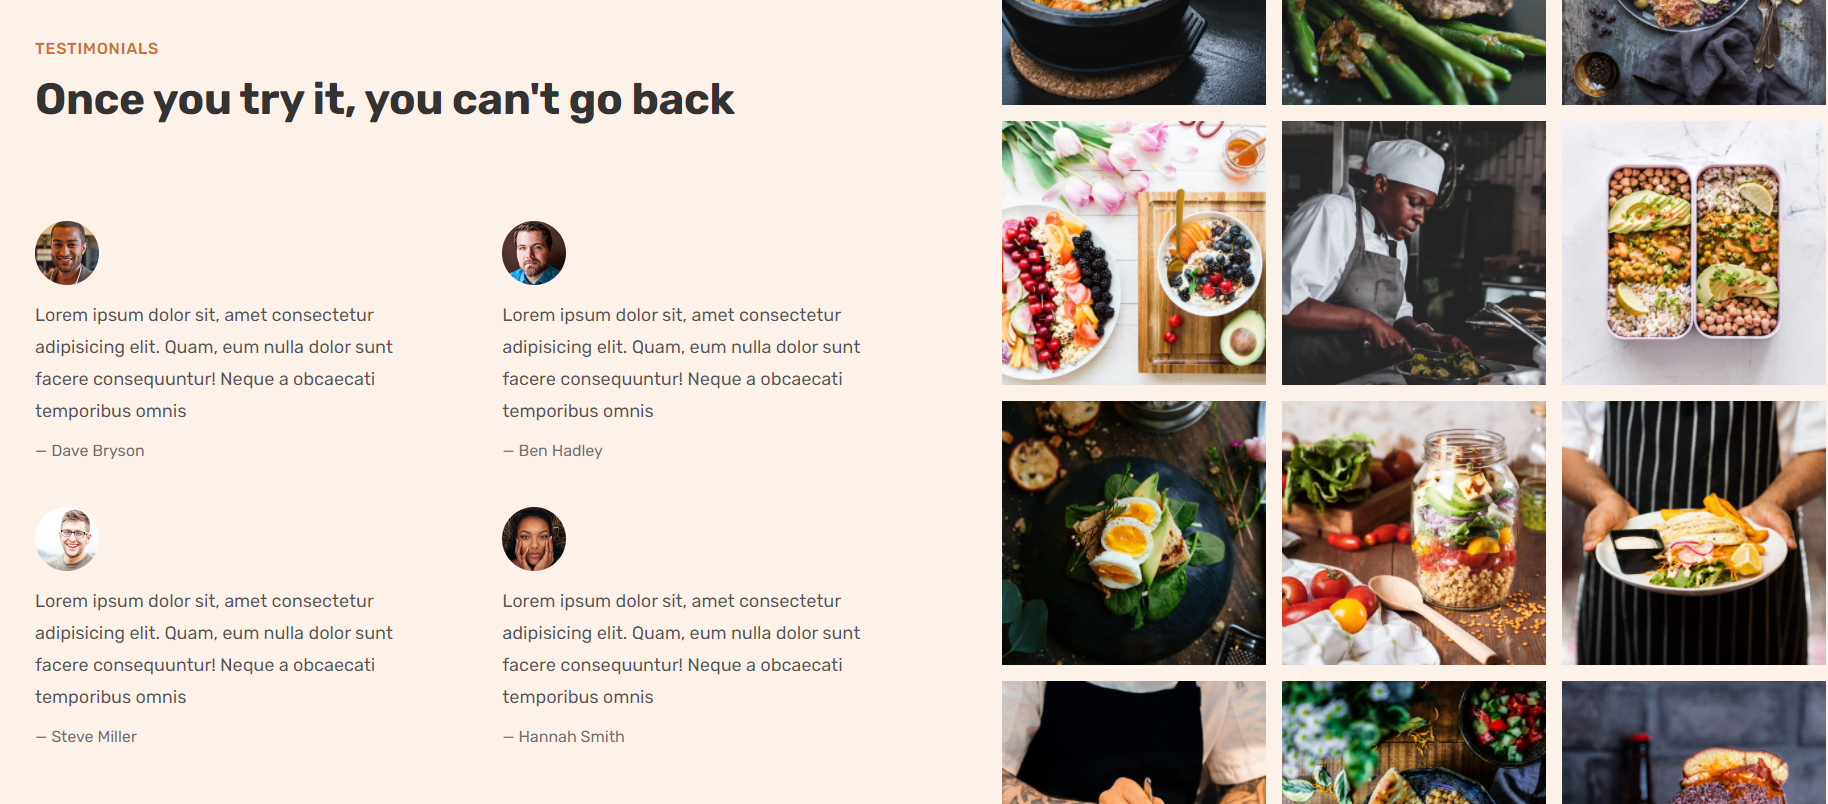 TESTIMONIALS
Once you try it, you can't go back
Lorem ipsum dolor sit, amet consectetur
adipisicing elit. Quam, eum nulla dolor sunt
facere consequuntur! Neque a obcaecati
temporibus omnis
— Dave Bryson
Lorem ipsum dolor sit, amet consectetur
adipisicing elit. Quam, eum nulla dolor sunt
facere consequuntur! Neque a obcaecati
temporibus omnis
— Ben Hadley
Lorem ipsum dolor sit, amet consectetur
adipisicing elit. Quam, eum nulla dolor sunt
facere consequuntur! Neque a obcaecati
temporibus omnis
— Steve Miller
Lorem ipsum dolor sit, amet consectetur
adipisicing elit. Quam, eum nulla dolor sunt
facere consequuntur! Neque a obcaecati
temporibus omnis
— Hannah Smith